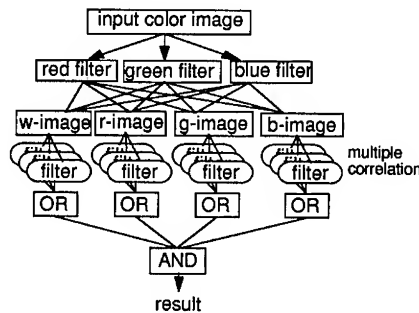 input color image
red filter green filter blue filter
w-image r-image g-image b-image
multiple
correlation
filter filter filter filter
OR OR OR OR
AND
result